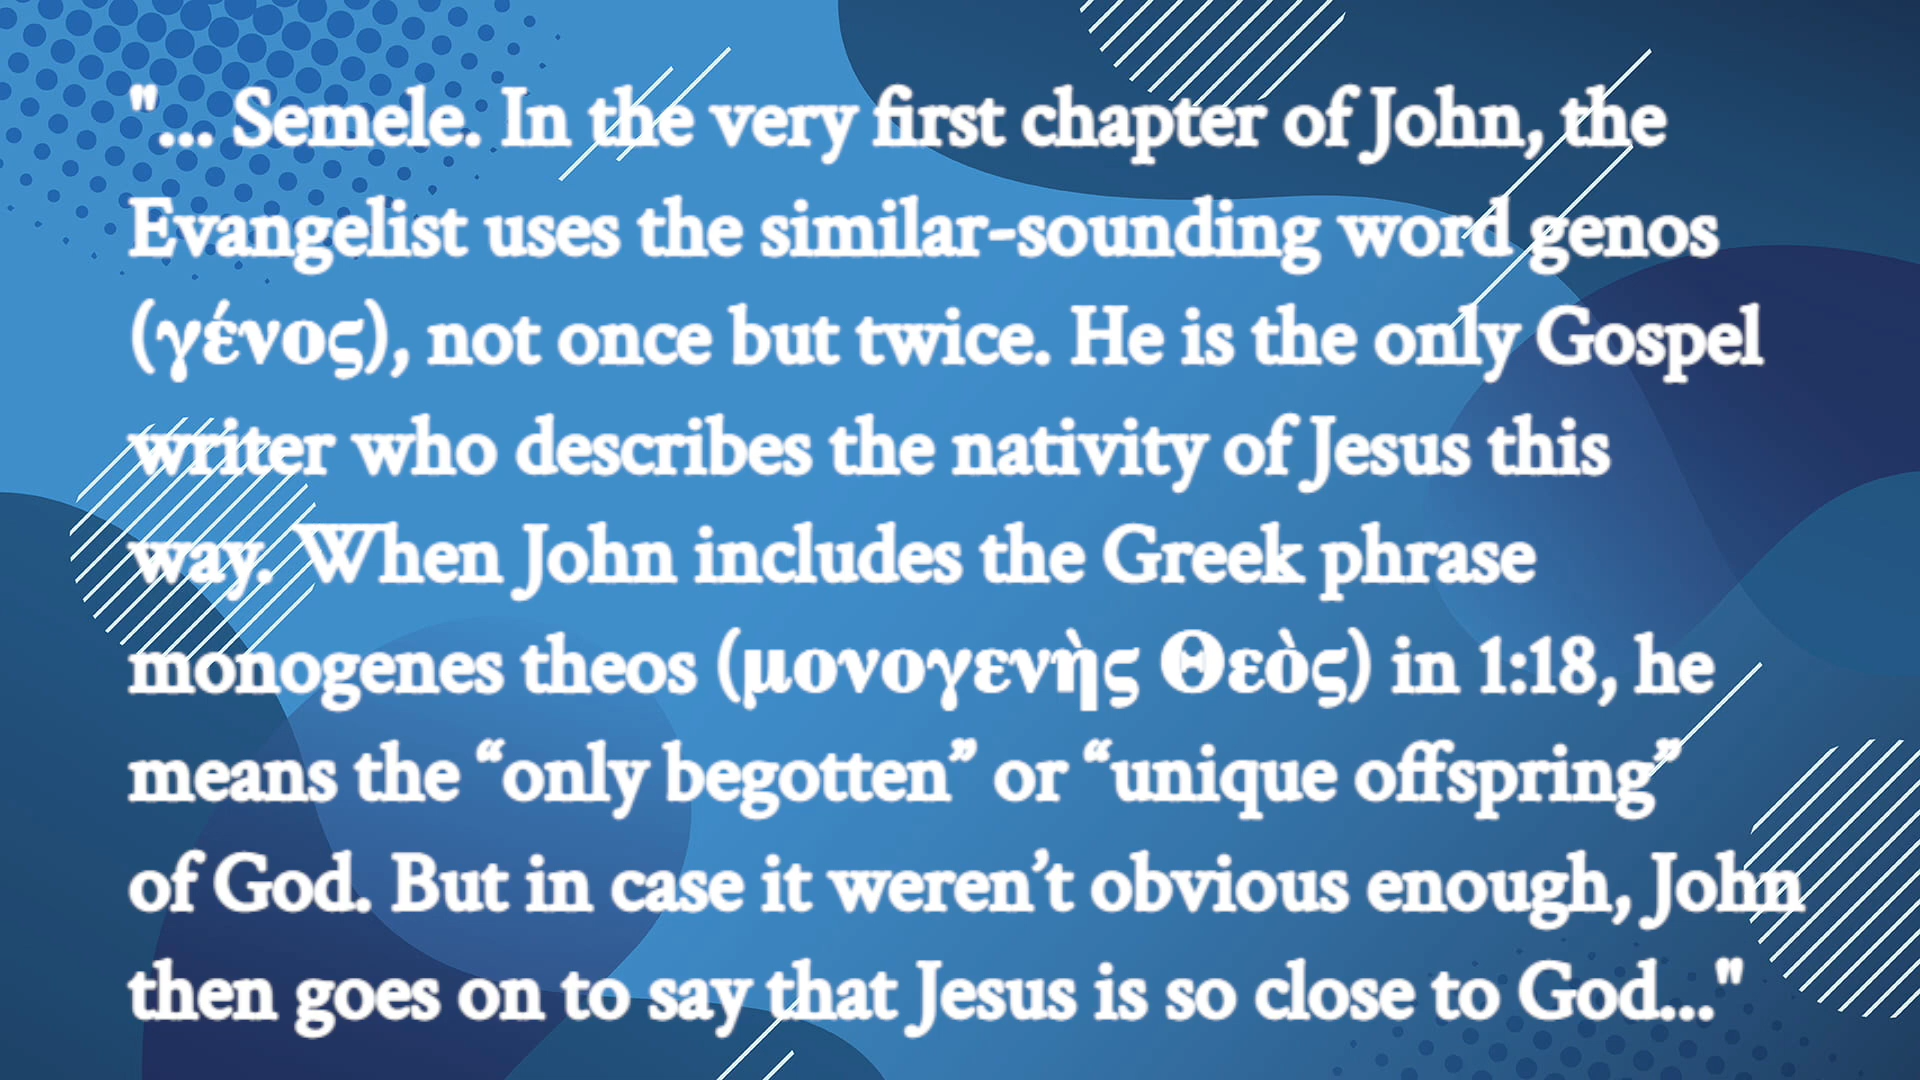 "... Semele. In the very first chapter of John, the
Evangelist uses the similar-sounding word genos
(γένος), not once but twice. He is the only Gospel
writer who describes the nativity of Jesus this
way. When John includes the Greek phrase
monogenes theos (μονογενὴς Θεὸς) in 1:18, he
means the “only begotten” or “unique offspring”
of God. But in case it weren’t obvious enough, John
then goes on to say that Jesus is so close to God..."